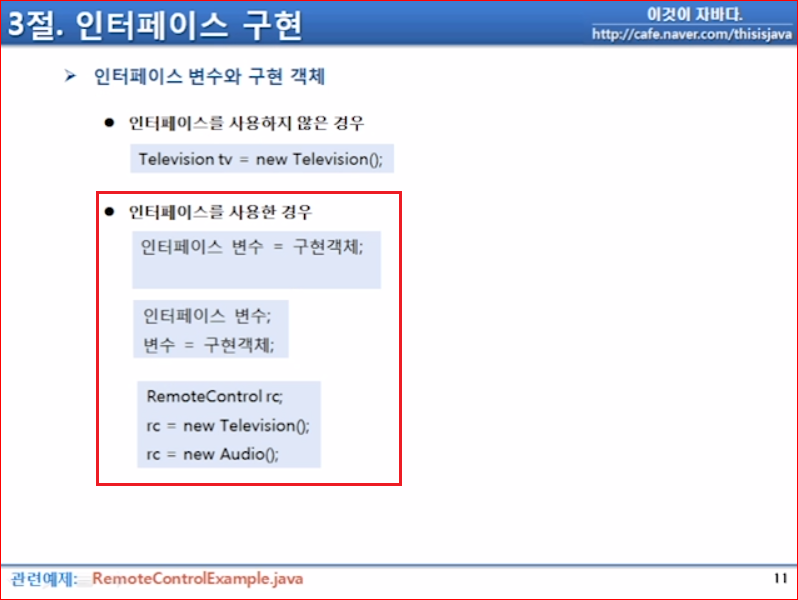 3절. 인터페이스 구현
이것이 자바다.
http://cafe.naver.com/thisisjava
➢ 인터페이스 변수와 구현 객체
● 인터페이스를 사용하지 않은 경우
Television tv = new Television();
● 인터페이스를 사용한 경우
인터페이스 변수 = 구현객체;
인터페이스 변수;
변수 = 구현객체;
RemoteControl rc;
rc = new Television();
rc = new Audio();
관련예제: RemoteControlExample.java
11